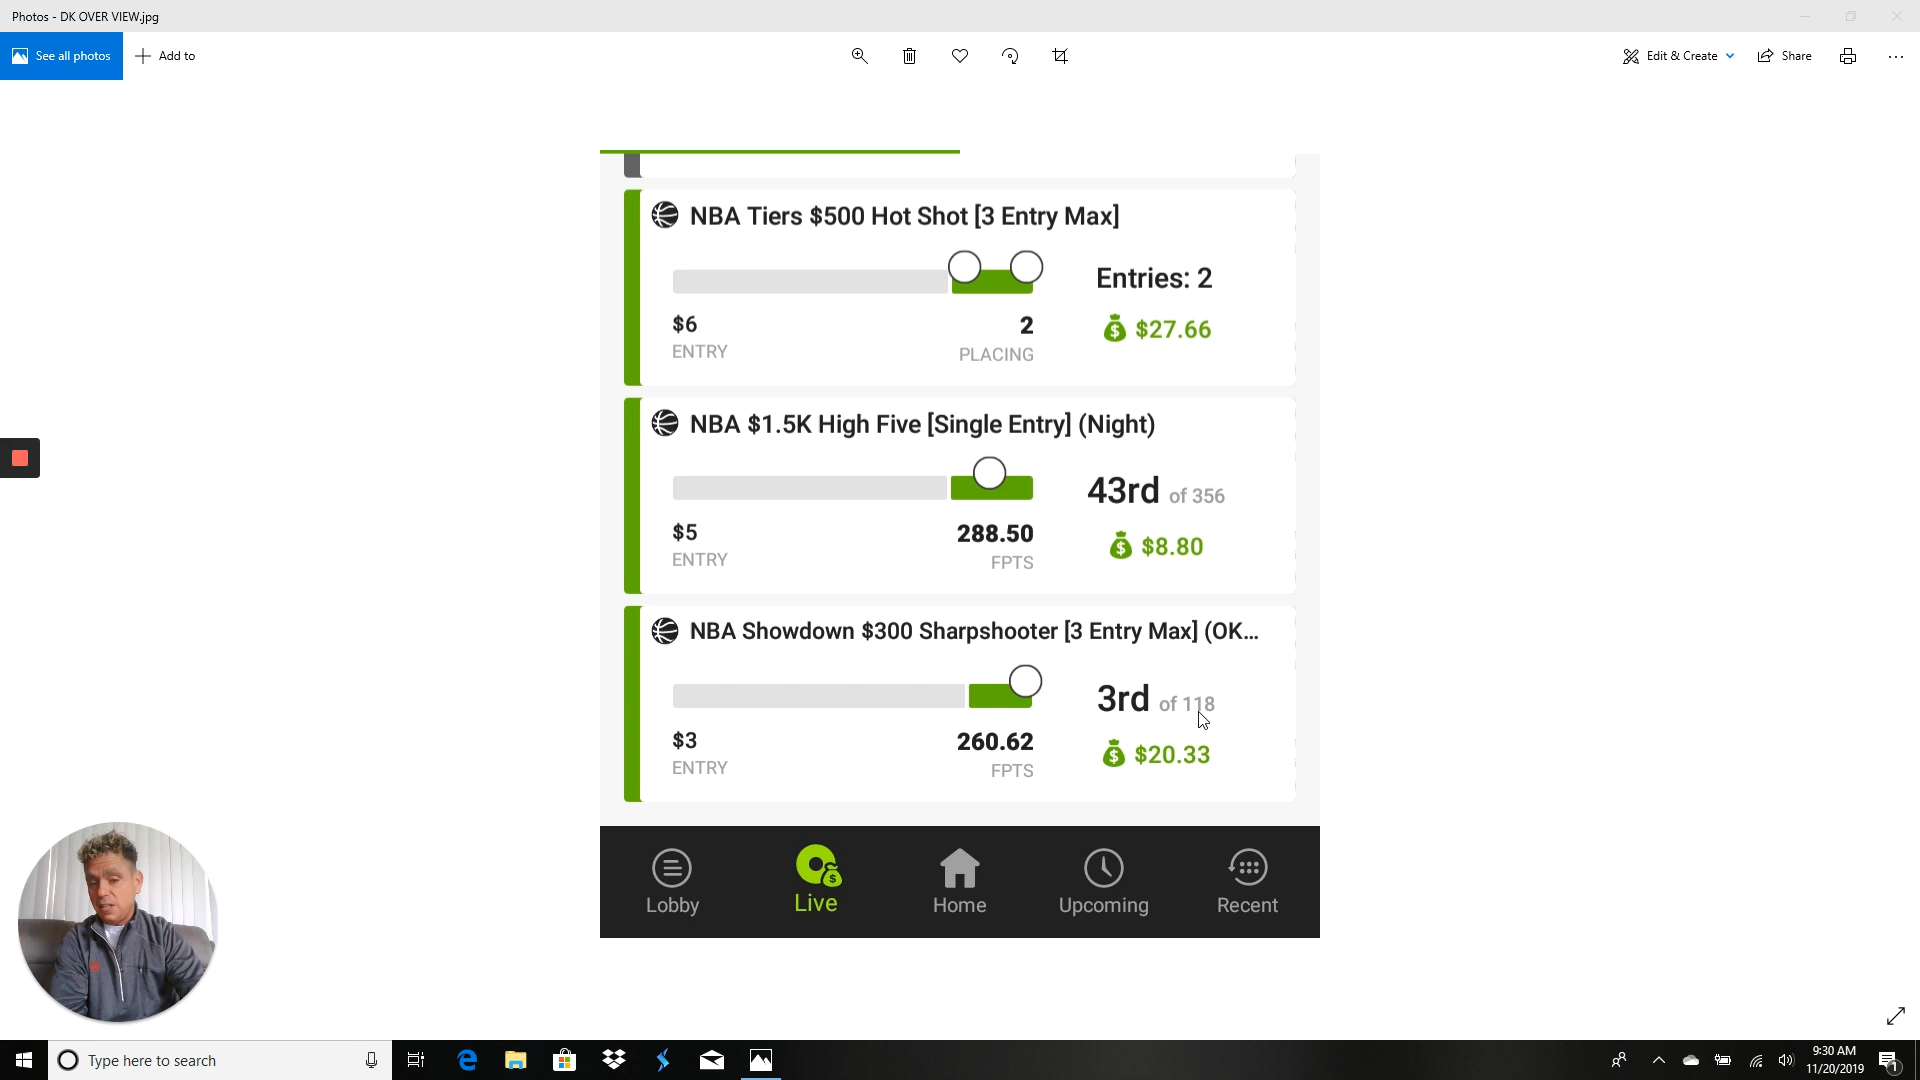 Photos - DK OVER VIEW.jpg
See all photos
Add to
Edit & Create
Share
NBA Tiers $500 Hot Shot [3 Entry Max]
Entries: 2
$6
2
$27.66
ENTRY
PLACING
NBA $1.5K High Five [Single Entry] (Night)
43rd of 356
$5
288.50
$8.80
ENTRY
FPTS
NBA Showdown $300 Sharpshooter [3 Entry Max] (OK...
3rd of 118
$3
260.62
$20.33
ENTRY
FPTS
Lobby
Live
Home
Upcoming
Recent
Type here to search
9:30 AM
11/20/2019
1